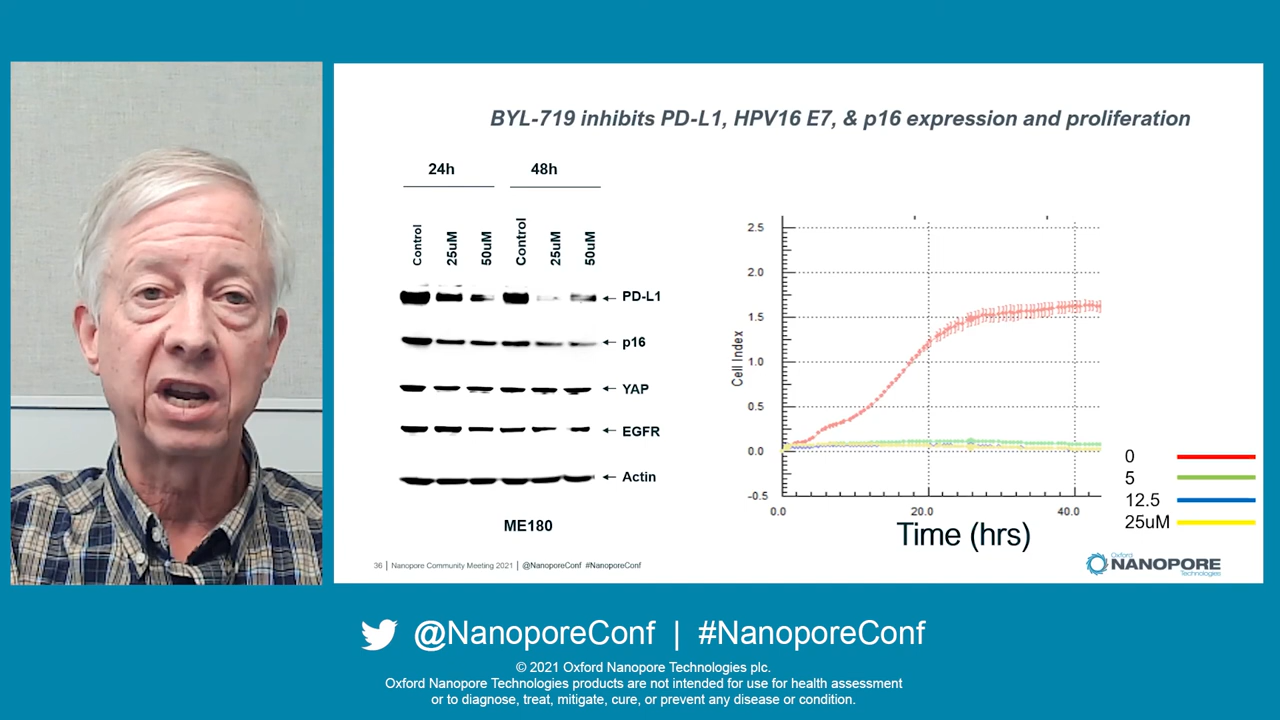 BYL-719 inhibits PD-L1, HPV16 E7, & p16 expression and proliferation
24h
48h
Control
25uM
50uM
Control
25uM
50uM
PD-L1
p16
YAP
EGFR
Actin
ME180
2.5
2.0
1.5
1.0
0.5
0.0
-0.5
Cell Index
0.0
20.0
40.0
Time (hrs)
0
5
12.5
25uM
36 | Nanopore Community Meeting 2021 | @NanoporeConf #NanoporeConf
Oxford
NANOPORE
Technologies
@NanoporeConf | #NanoporeConf
© 2021 Oxford Nanopore Technologies plc.
Oxford Nanopore Technologies products are not intended for use for health assessment
or to diagnose, treat, mitigate, cure, or prevent any disease or condition.